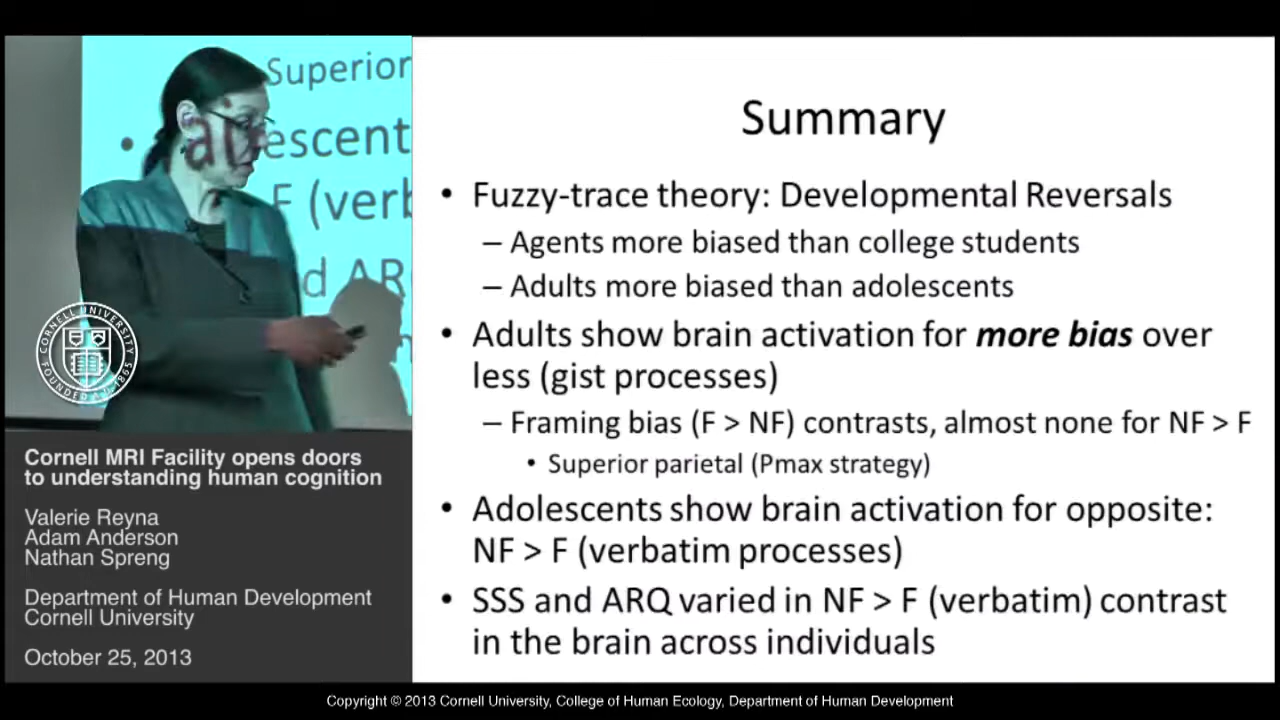 Superior
• adolescent
F (verb
d AR
CORNELL UNIVERSITY
FOUNDED A.D. 1865
Cornell MRI Facility opens doors
to understanding human cognition
Valerie Reyna
Adam Anderson
Nathan Spreng
Department of Human Development
Cornell University
October 25, 2013
Summary
• Fuzzy-trace theory: Developmental Reversals
– Agents more biased than college students
– Adults more biased than adolescents
• Adults show brain activation for more bias over
less (gist processes)
– Framing bias (F > NF) contrasts, almost none for NF > F
• Superior parietal (Pmax strategy)
• Adolescents show brain activation for opposite:
NF > F (verbatim processes)
• SSS and ARQ varied in NF > F (verbatim) contrast
in the brain across individuals
Copyright © 2013 Cornell University, College of Human Ecology, Department of Human Development